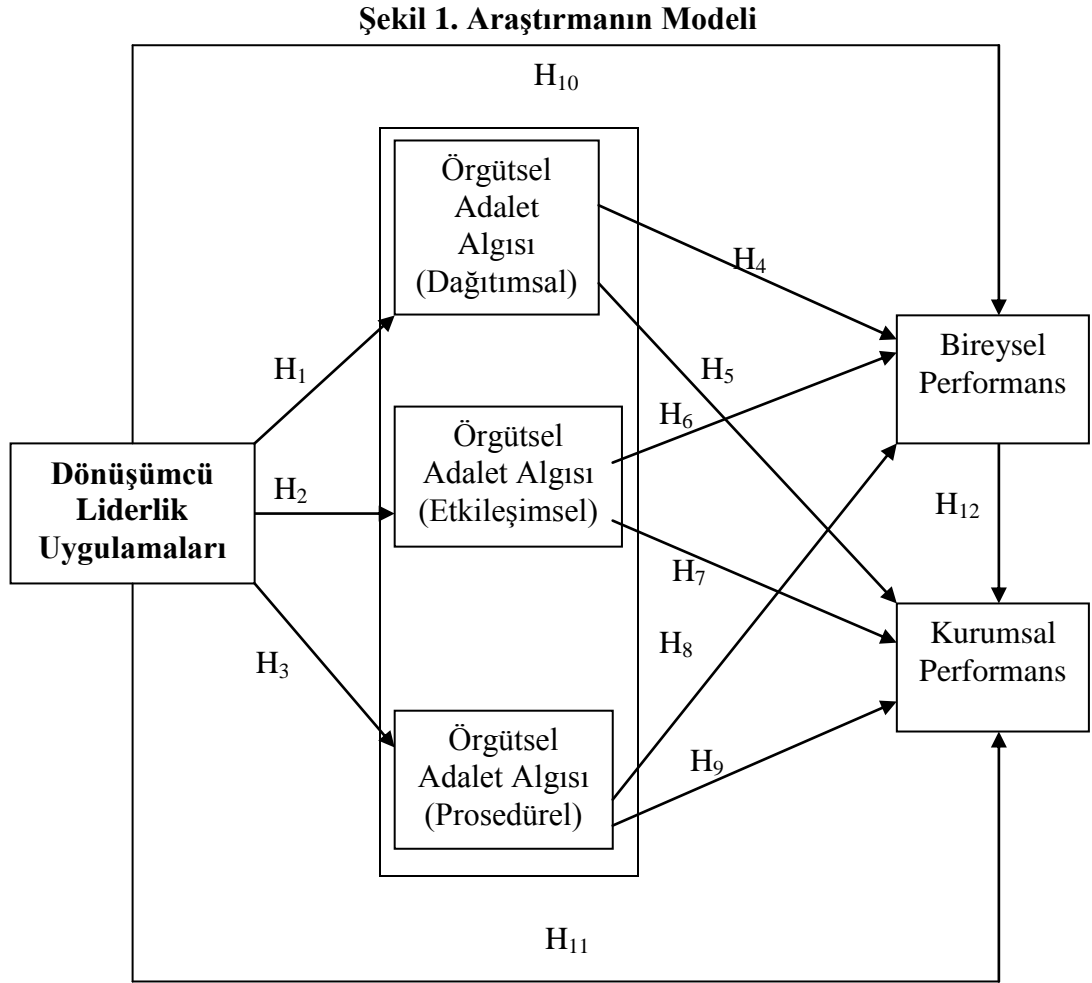 Şekil 1. Araştırmanın Modeli
H10
Örgütsel
Adalet
Algısı
(Dağıtımsal)
H4
Bireysel
Performans
H1
H5
H6
Örgütsel
Adalet Algısı
(Etkileşimsel)
Dönüşümcü
Liderlik
Uygulamaları
H2
H12
H7
Kurumsal
Performans
H3
H8
Örgütsel
Adalet Algısı
(Prosedürel)
H9
H11